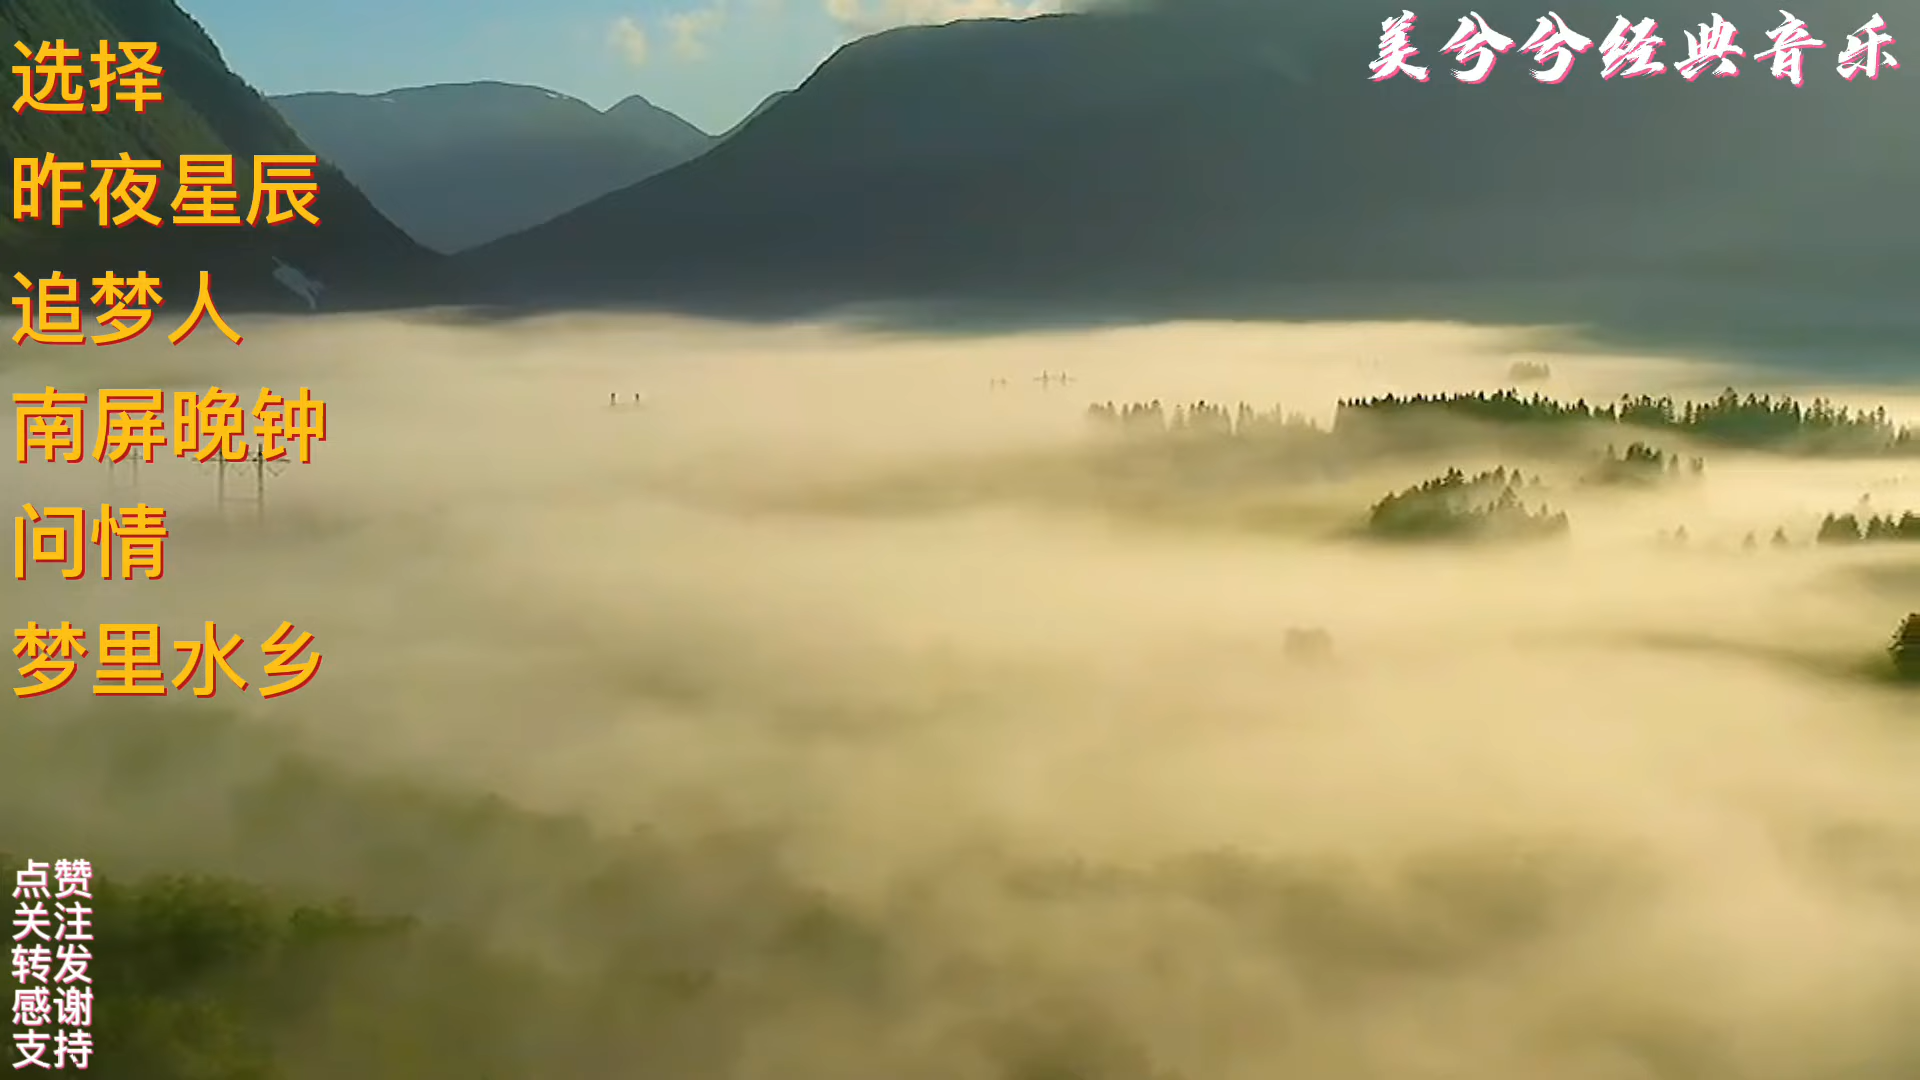 美兮兮经典音乐
选择
昨夜星辰
追梦人
南屏晚钟
问情
梦里水乡
点赞
关注
转发
感谢
支持